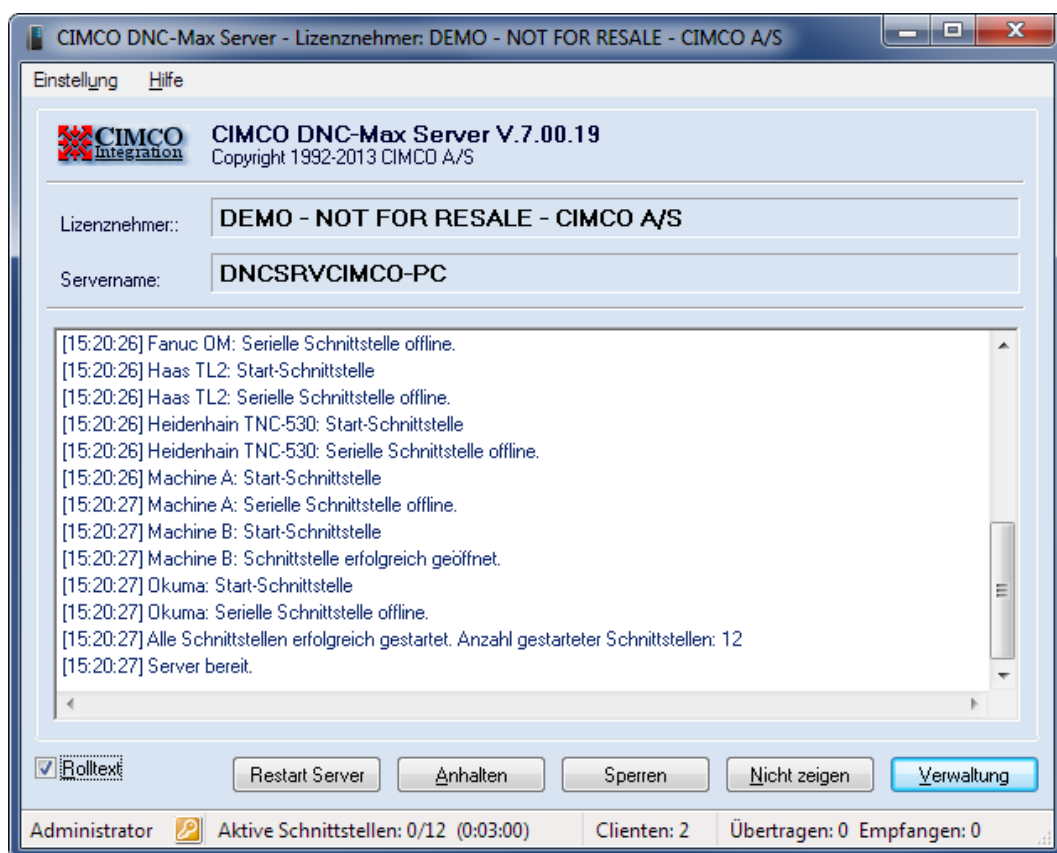 CIMCO DNC-Max Server - Lizenznehmer: DEMO - NOT FOR RESALE - CIMCO A/S
Einstellung Hilfe
CIMCO
Integration
CIMCO DNC-Max Server V.7.00.19
Copyright 1992-2013 CIMCO A/S
Lizenznehmer:: DEMO - NOT FOR RESALE - CIMCO A/S
Servername: DNCSRVCIMCO-PC
[15:20:26] Fanuc OM: Serielle Schnittstelle offline.
[15:20:26] Haas TL2: Start-Schnittstelle
[15:20:26] Haas TL2: Serielle Schnittstelle offline.
[15:20:26] Heidenhain TNC-530: Start-Schnittstelle
[15:20:26] Heidenhain TNC-530: Serielle Schnittstelle offline.
[15:20:26] Machine A: Start-Schnittstelle
[15:20:27] Machine A: Serielle Schnittstelle offline.
[15:20:27] Machine B: Start-Schnittstelle
[15:20:27] Machine B: Schnittstelle erfolgreich geöffnet.
[15:20:27] Okuma: Start-Schnittstelle
[15:20:27] Okuma: Serielle Schnittstelle offline.
[15:20:27] Alle Schnittstellen erfolgreich gestartet. Anzahl gestarteter Schnittstellen: 12
[15:20:27] Server bereit.
Rolltext Restart Server Anhalten Sperren Nicht zeigen Verwaltung
Administrator Aktive Schnittstellen: 0/12 (0:03:00) Clienten: 2 Übertragen: 0 Empfangen: 0